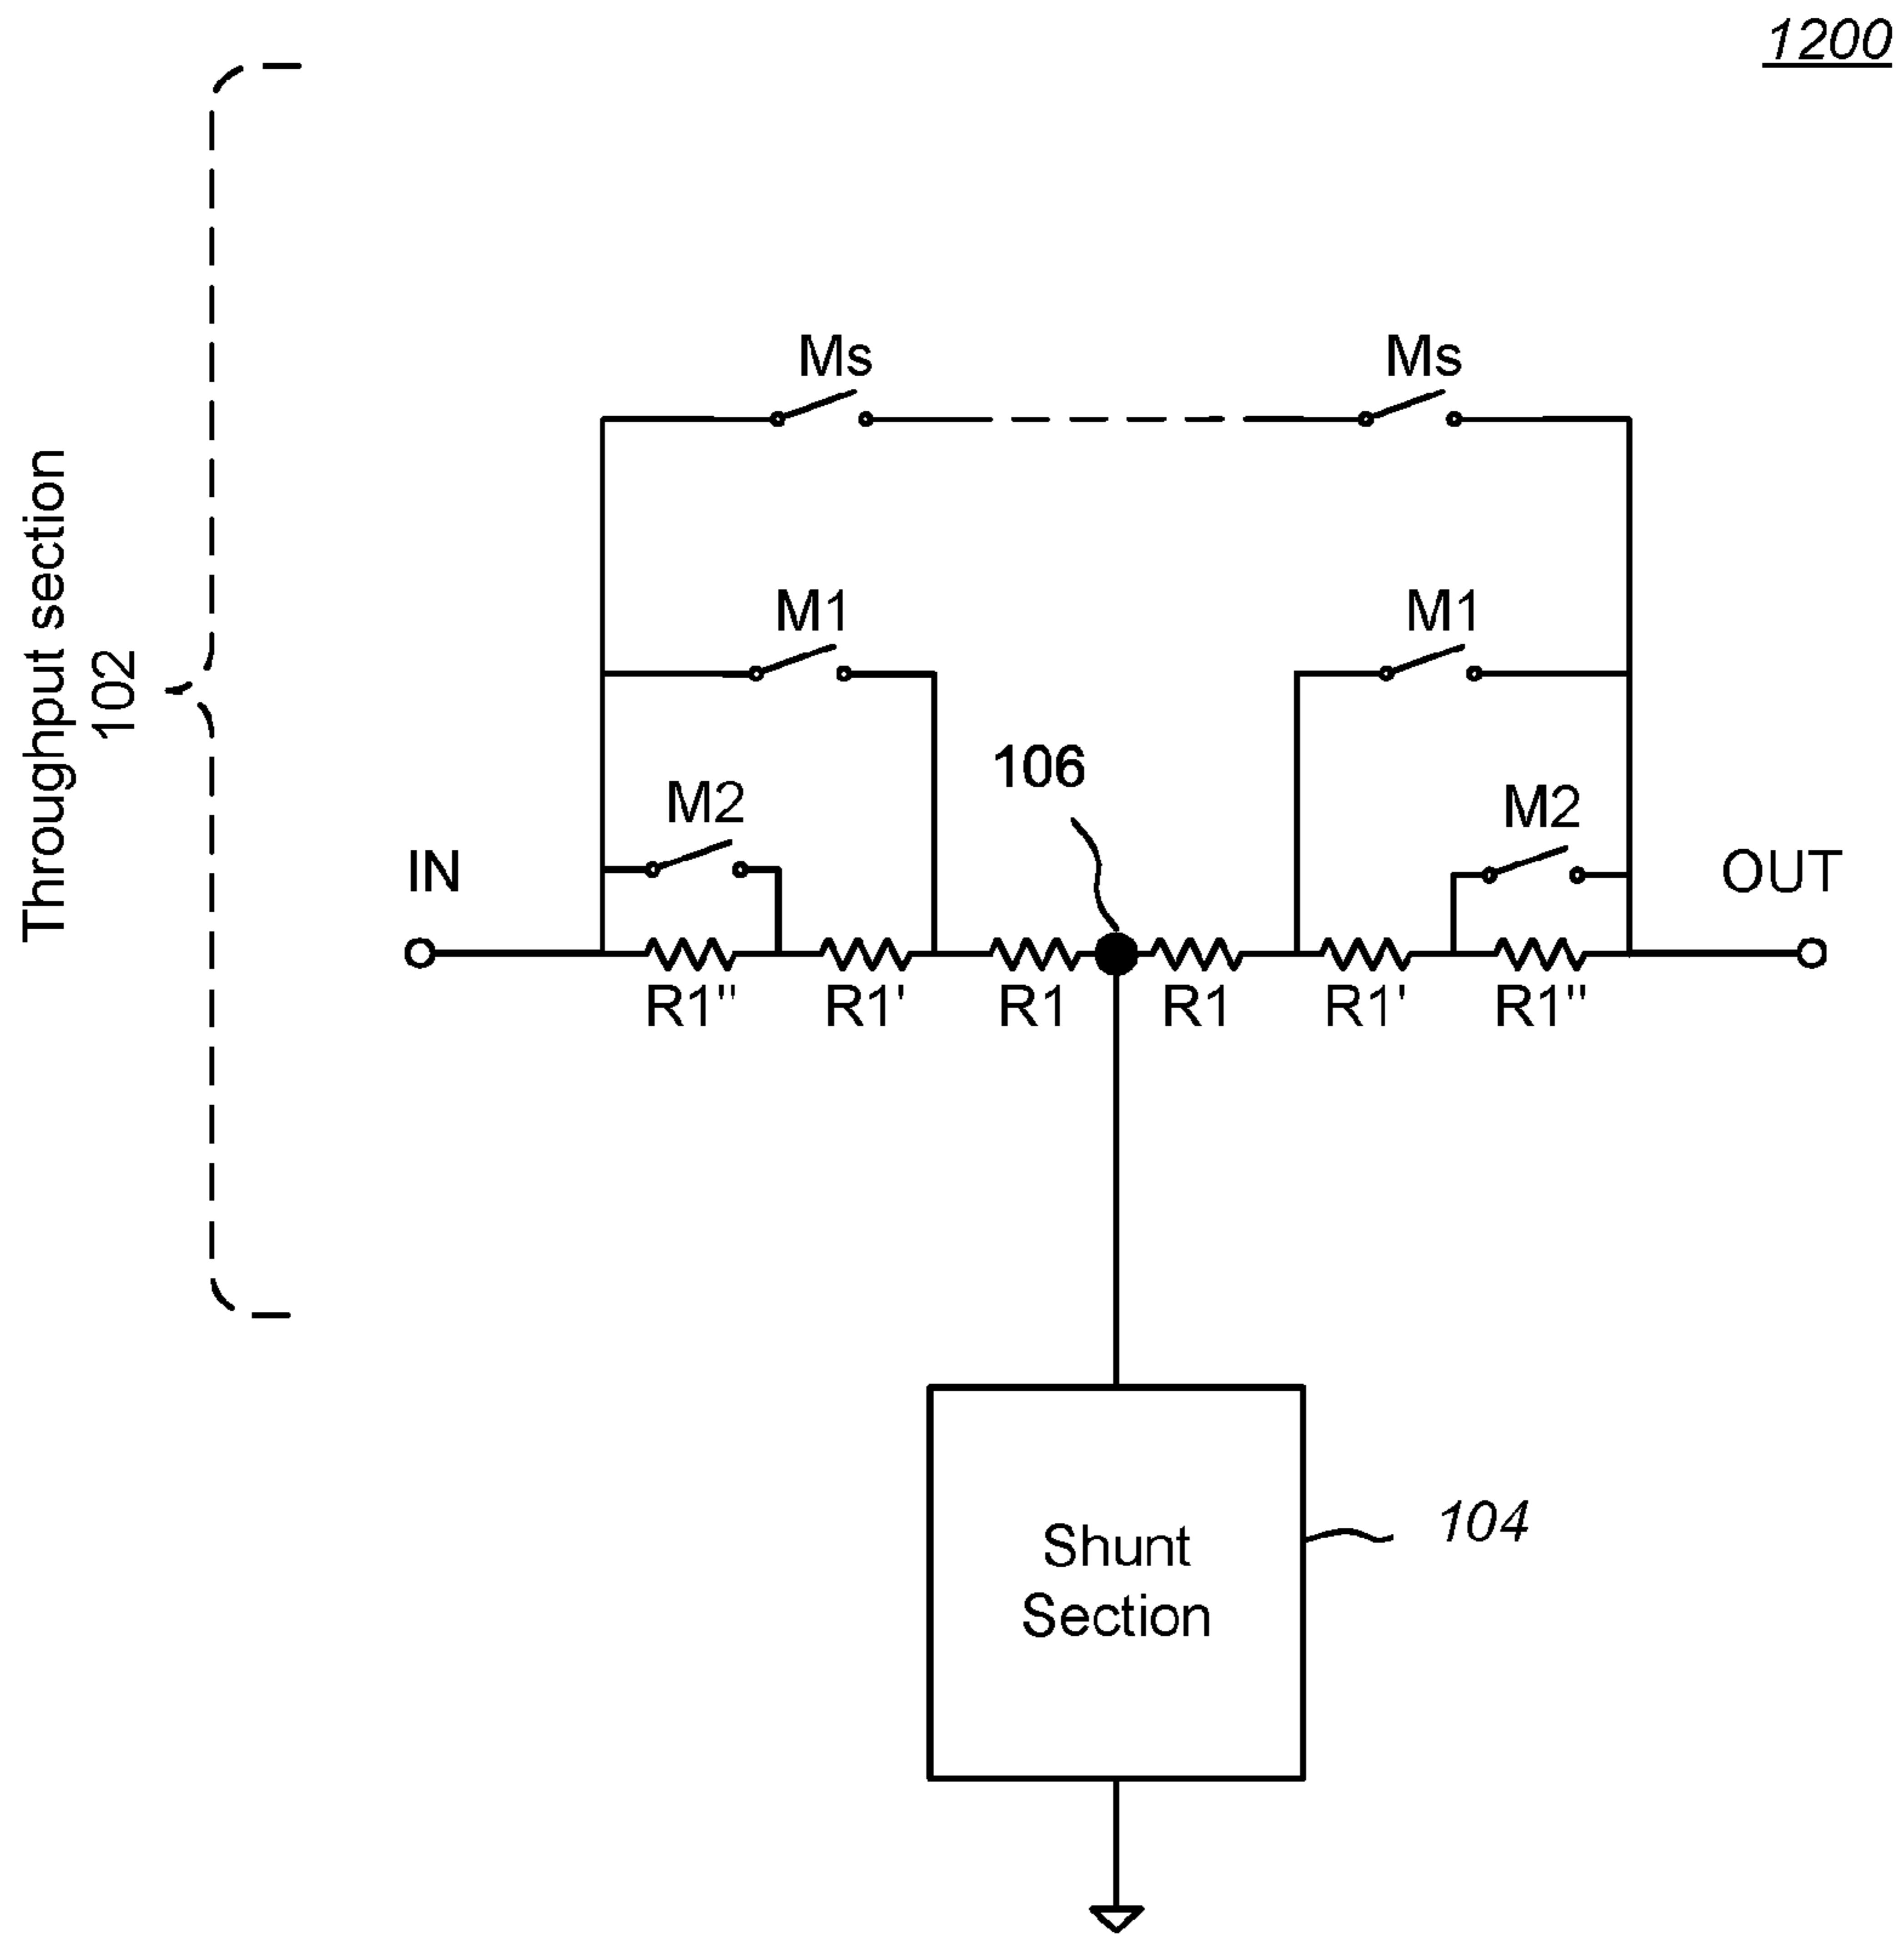 1200
Throughput section
102
Ms Ms
M1 M1
106
M2 M2
IN OUT
R1" R1' R1 R1 R1' R1"
104
Shunt
Section